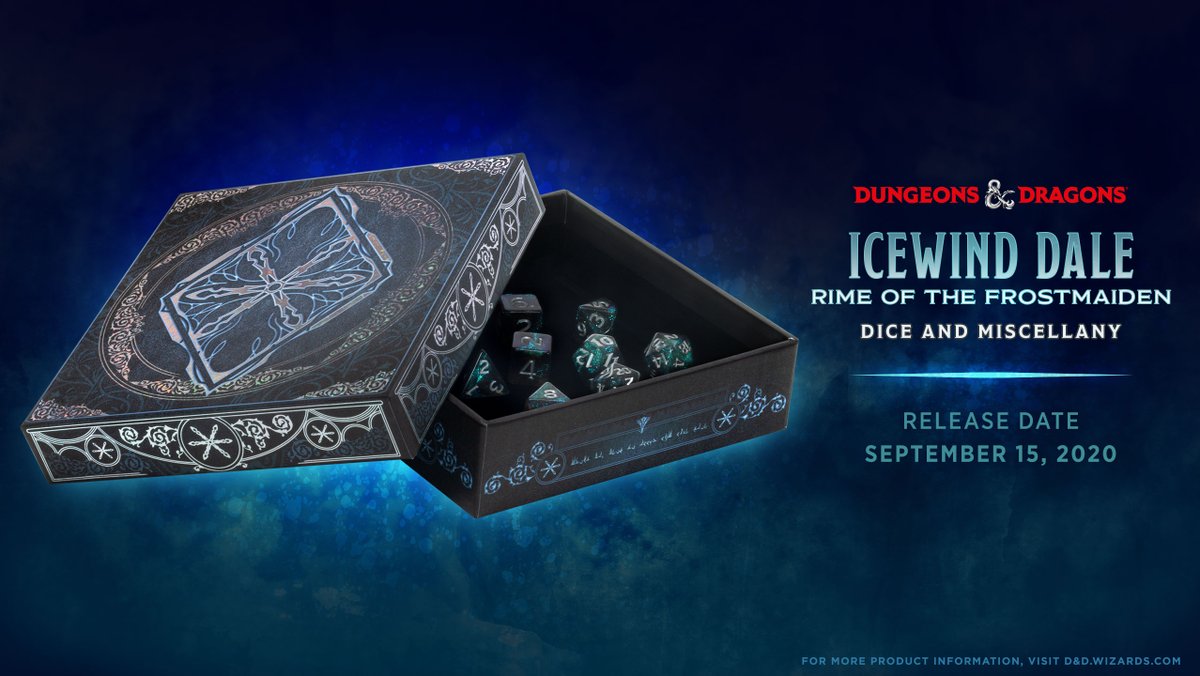 DUNGEONS & DRAGONS
ICEWIND DALE
RIME OF THE FROSTMAIDEN
DICE AND MISCELLANY
RELEASE DATE
SEPTEMBER 15, 2020
FOR MORE PRODUCT INFORMATION, VISIT D&D.WIZARDS.COM